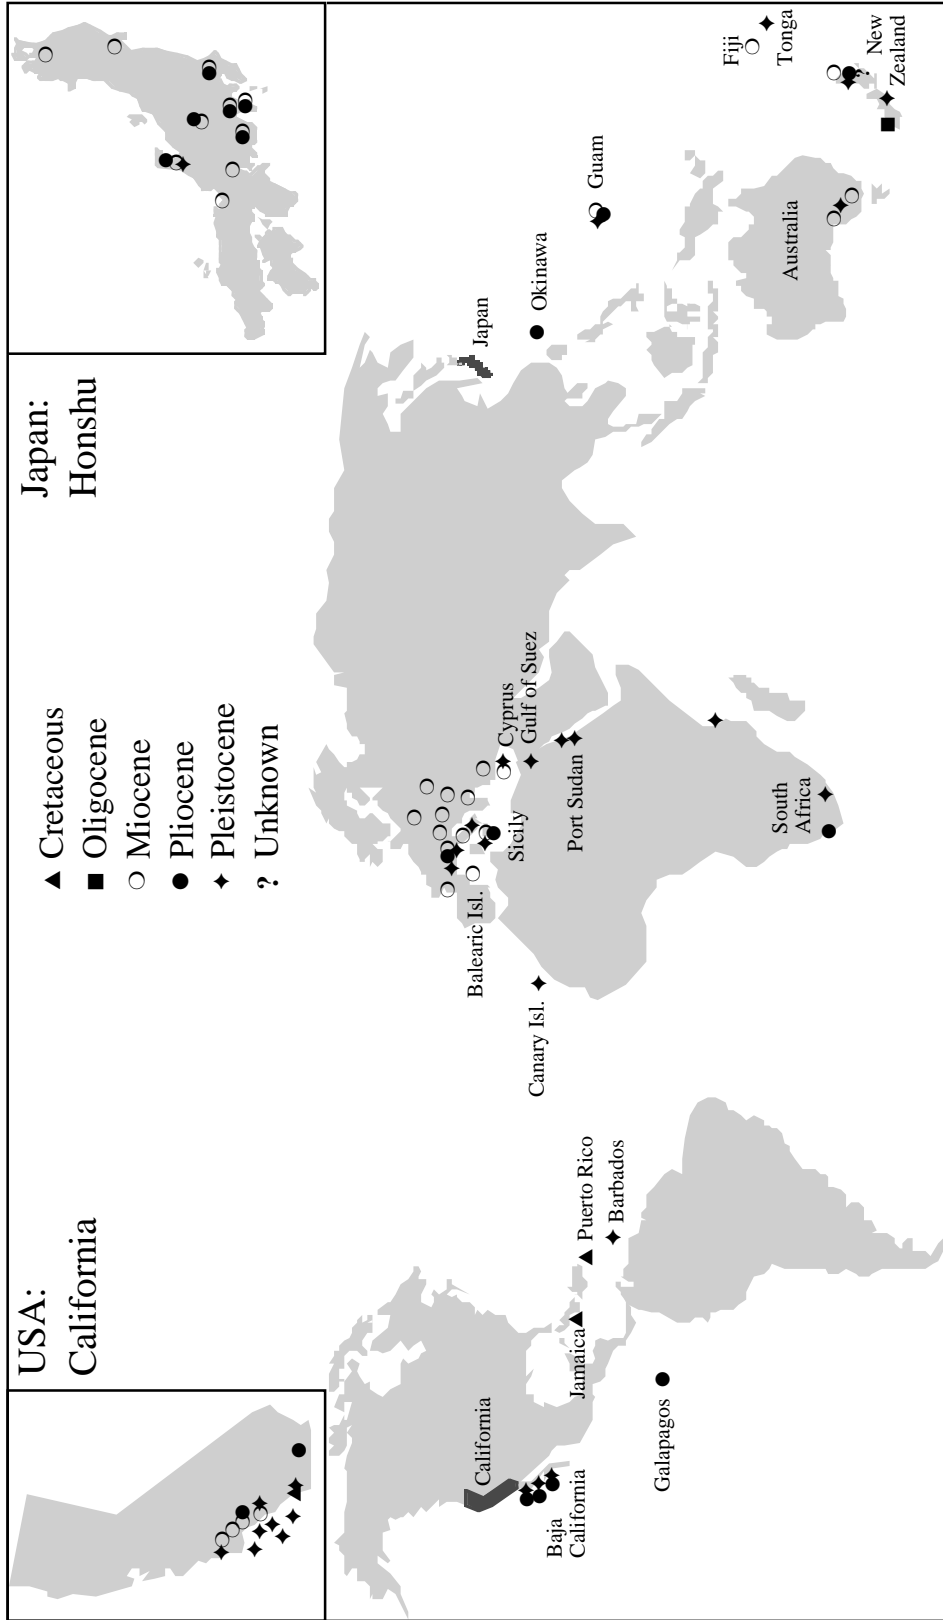 USA:
California
Japan:
Honshu
Cretaceous
Oligocene
Miocene
Pliocene
Pleistocene
? Unknown
California
Baja
California
Jamaica
Puerto Rico
Barbados
Galapagos
Canary Isl.
Balearic Isl.
Sicily
Cyprus
Gulf of Suez
Port Sudan
South
Africa
Japan
Okinawa
Guam
Australia
Fiji
Tonga
?
New
Zealand